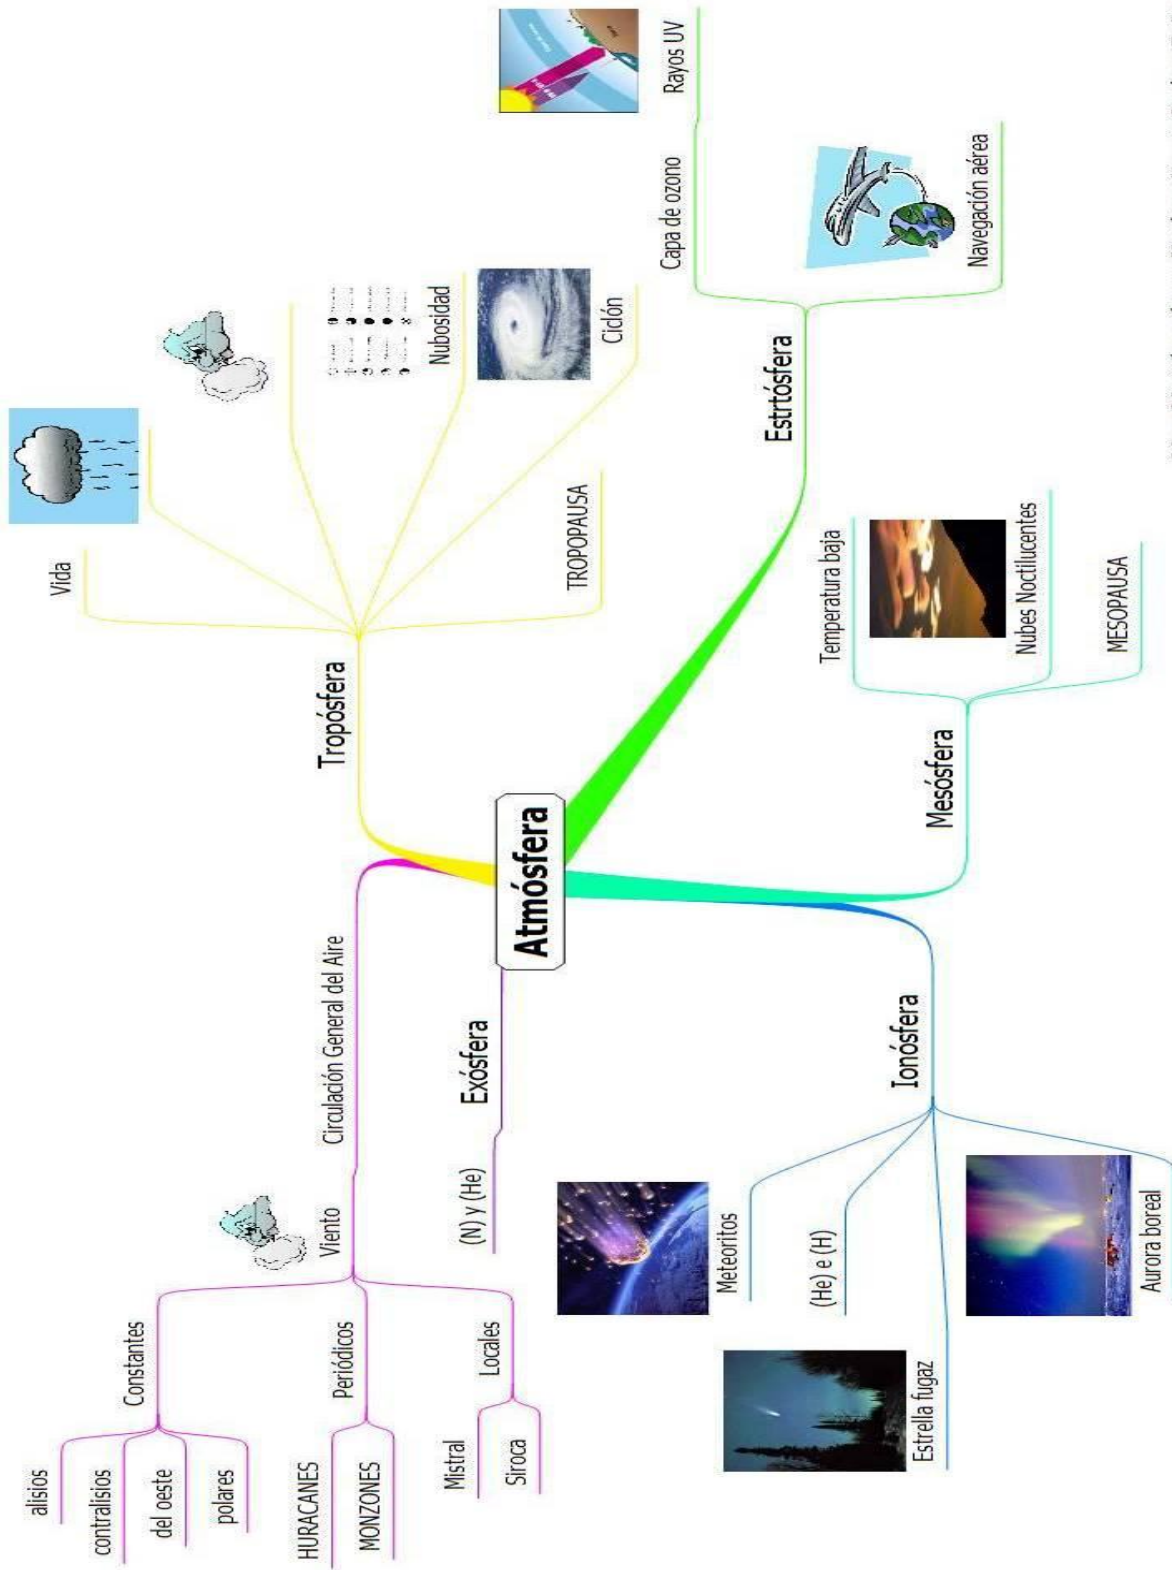 Atmósfera
Tropósfera
Vida
Nubosidad
Ciclón
TROPOPAUSA
Estrtósfera
Capa de ozono
Rayos UV
Navegación aérea
Mesósfera
Temperatura baja
Nubes Noctilucentes
MESOPAUSA
Ionósfera
Meteoritos
(He) e (H)
Estrella fugaz
Aurora boreal
Exósfera
(N) y (He)
Circulación General del Aire
Viento
Constantes
alisios
contralisios
del oeste
polares
Periódicos
HURACANES
MONZONES
Locales
Mistral
Siroca